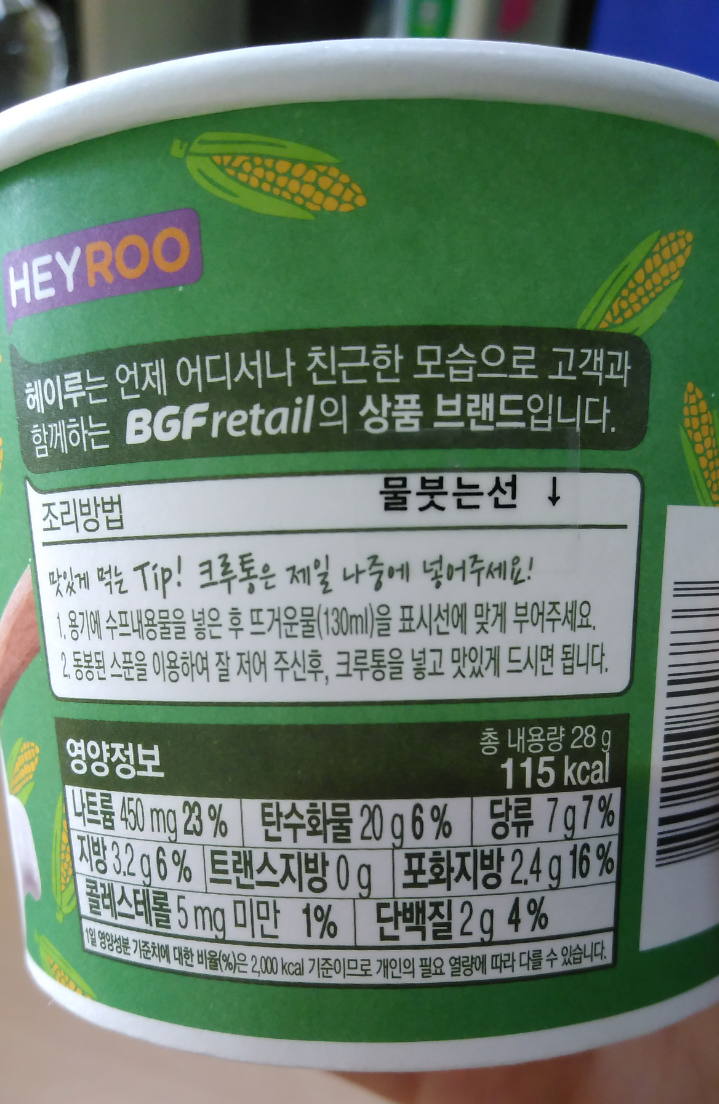 HEYROO
헤이루는 언제 어디서나 친근한 모습으로 고객과
함께하는 BGFretail의 상품 브랜드입니다.
물붓는선 ↓
조리방법
맛있게 먹는 Tip! 크루통은 제일 나중에 넣어주세요!
1. 용기에 수프내용물을 넣은 후 뜨거운물(130ml)을 표시선에 맞게 부어주세요.
2. 동봉된 스푼을 이용하여 잘 저어 주신후, 크루통을 넣고 맛있게 드시면 됩니다.
영양정보
총 내용량 28 g
115 kcal
나트륨 450 mg 23 % 탄수화물 20 g 6 % 당류 7 g 7 %
지방 3.2 g 6 % 트랜스지방 0 g 포화지방 2.4 g 16 %
콜레스테롤 5 mg 미만 1% 단백질 2 g 4 %
1일 영양성분 기준치에 대한 비율(%)은 2,000 kcal 기준이므로 개인의 필요 열량에 따라 다를 수 있습니다.